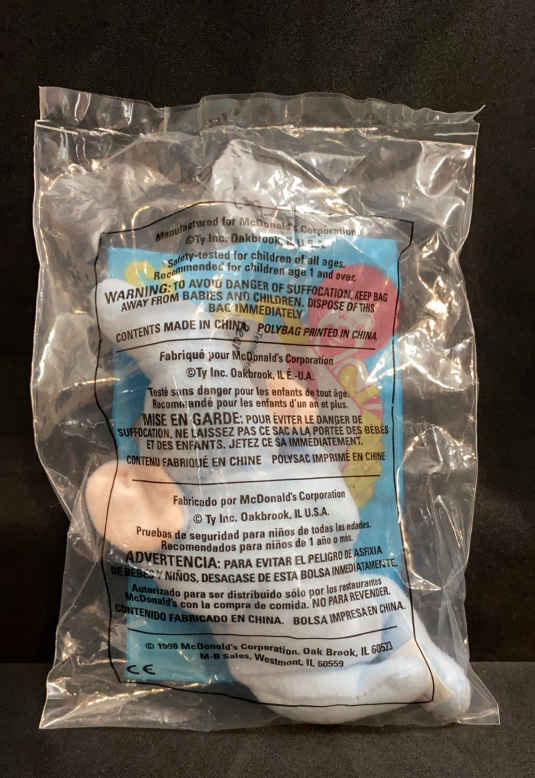 Manufactured for McDonald's Corporation
©Ty Inc. Oakbrook, IL U.S.A.
Safety-tested for children of all ages.
Recommended for children age 1 and over.
WARNING: TO AVOID DANGER OF SUFFOCATION, KEEP BAG
AWAY FROM BABIES AND CHILDREN. DISPOSE OF THIS
BAG IMMEDIATELY
CONTENTS MADE IN CHINA POLYBAG PRINTED IN CHINA.
Fabriqué pour McDonald's Corporation
©Ty Inc. Oakbrook, IL É.-U.A.
Testé sans danger pour les enfants de tout âge.
Recommandé pour les enfants d'un an et plus.
MISE EN GARDE: POUR ÉVITER LE DANGER DE
SUFFOCATION, NE LAISSEZ PAS CE SAC A LA PORTÉE DES BÉBÉS
ET DES ENFANTS. JETEZ CE SA IMMEDIATEMENT.
CONTENU FABRIQUÉ EN CHINE POLYSAC IMPRIMÉ EN CHINE
Fabricado por McDonald's Corporation
© Ty Inc. Oakbrook, IL U.S.A.
Pruebas de seguridad para niños de todas las edades.
Recomendados para niños de 1 año o más.
ADVERTENCIA: PARA EVITAR EL PELIGRO DE ASFIXIA
DE BEBÉS Y NIÑOS, DESAGASE DE ESTA BOLSA INMEDIATAMENTE.
Autorizado para ser distribuido sólo por los restaurantes
McDonald's con la compra de comida. NO PARA REVENDER.
CONTENIDO FABRICADO EN CHINA. BOLSA IMPRESA EN CHINA.
© 1998 McDonald's Corporation, Oak Brook, IL 60523
M-B Sales, Westmont, IL 60559
CE